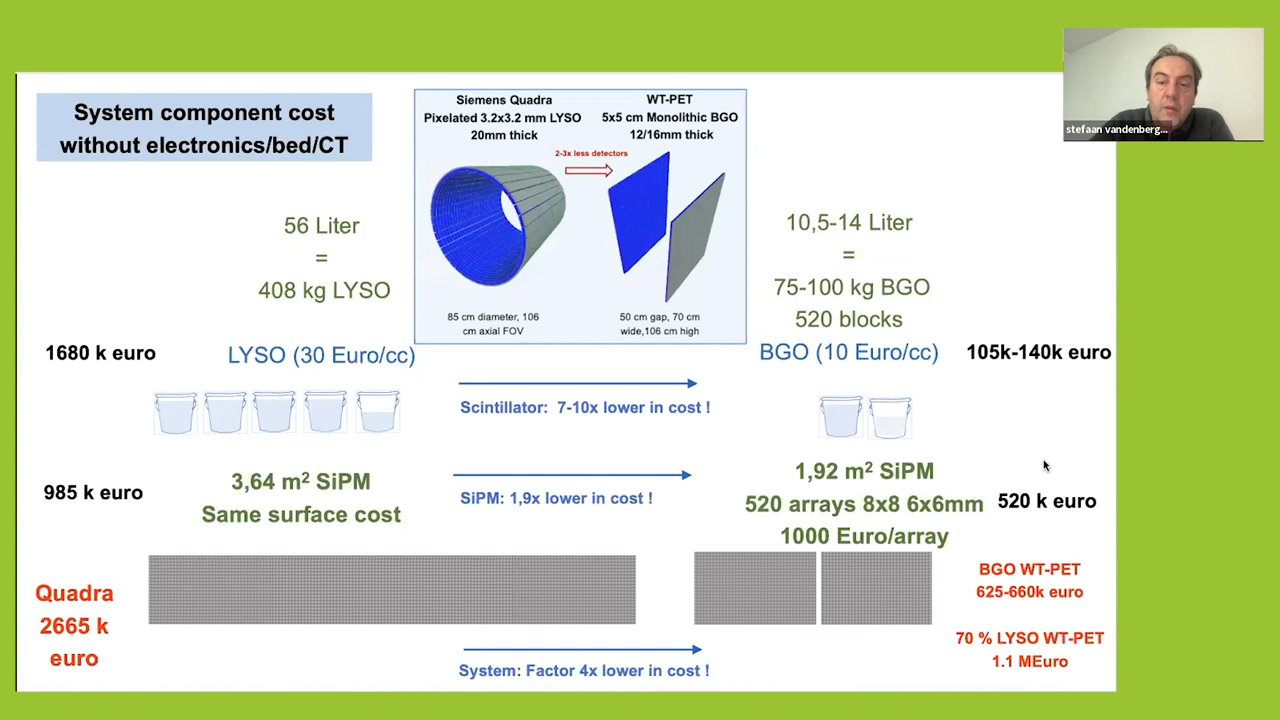 System component cost
without electronics/bed/CT
Siemens Quadra
Pixelated 3.2x3.2 mm LYSO
20mm thick
WT-PET
5x5 cm Monolithic BGO
12/16mm thick
2-3x less detectors
85 cm diameter, 106
cm axial FOV
50 cm gap, 70 cm
wide,106 cm high
stefaan vandenberg...
56 Liter
=
408 kg LYSO
10,5-14 Liter
=
75-100 kg BGO
520 blocks
1680 k euro
LYSO (30 Euro/cc)
BGO (10 Euro/cc)
105k-140k euro
Scintillator: 7-10x lower in cost !
985 k euro
3,64 m² SiPM
Same surface cost
SiPM: 1,9x lower in cost !
1,92 m² SiPM
520 arrays 8x8 6x6mm
1000 Euro/array
520 k euro
Quadra
2665 k
euro
BGO WT-PET
625-660k euro
70 % LYSO WT-PET
1.1 MEuro
System: Factor 4x lower in cost !